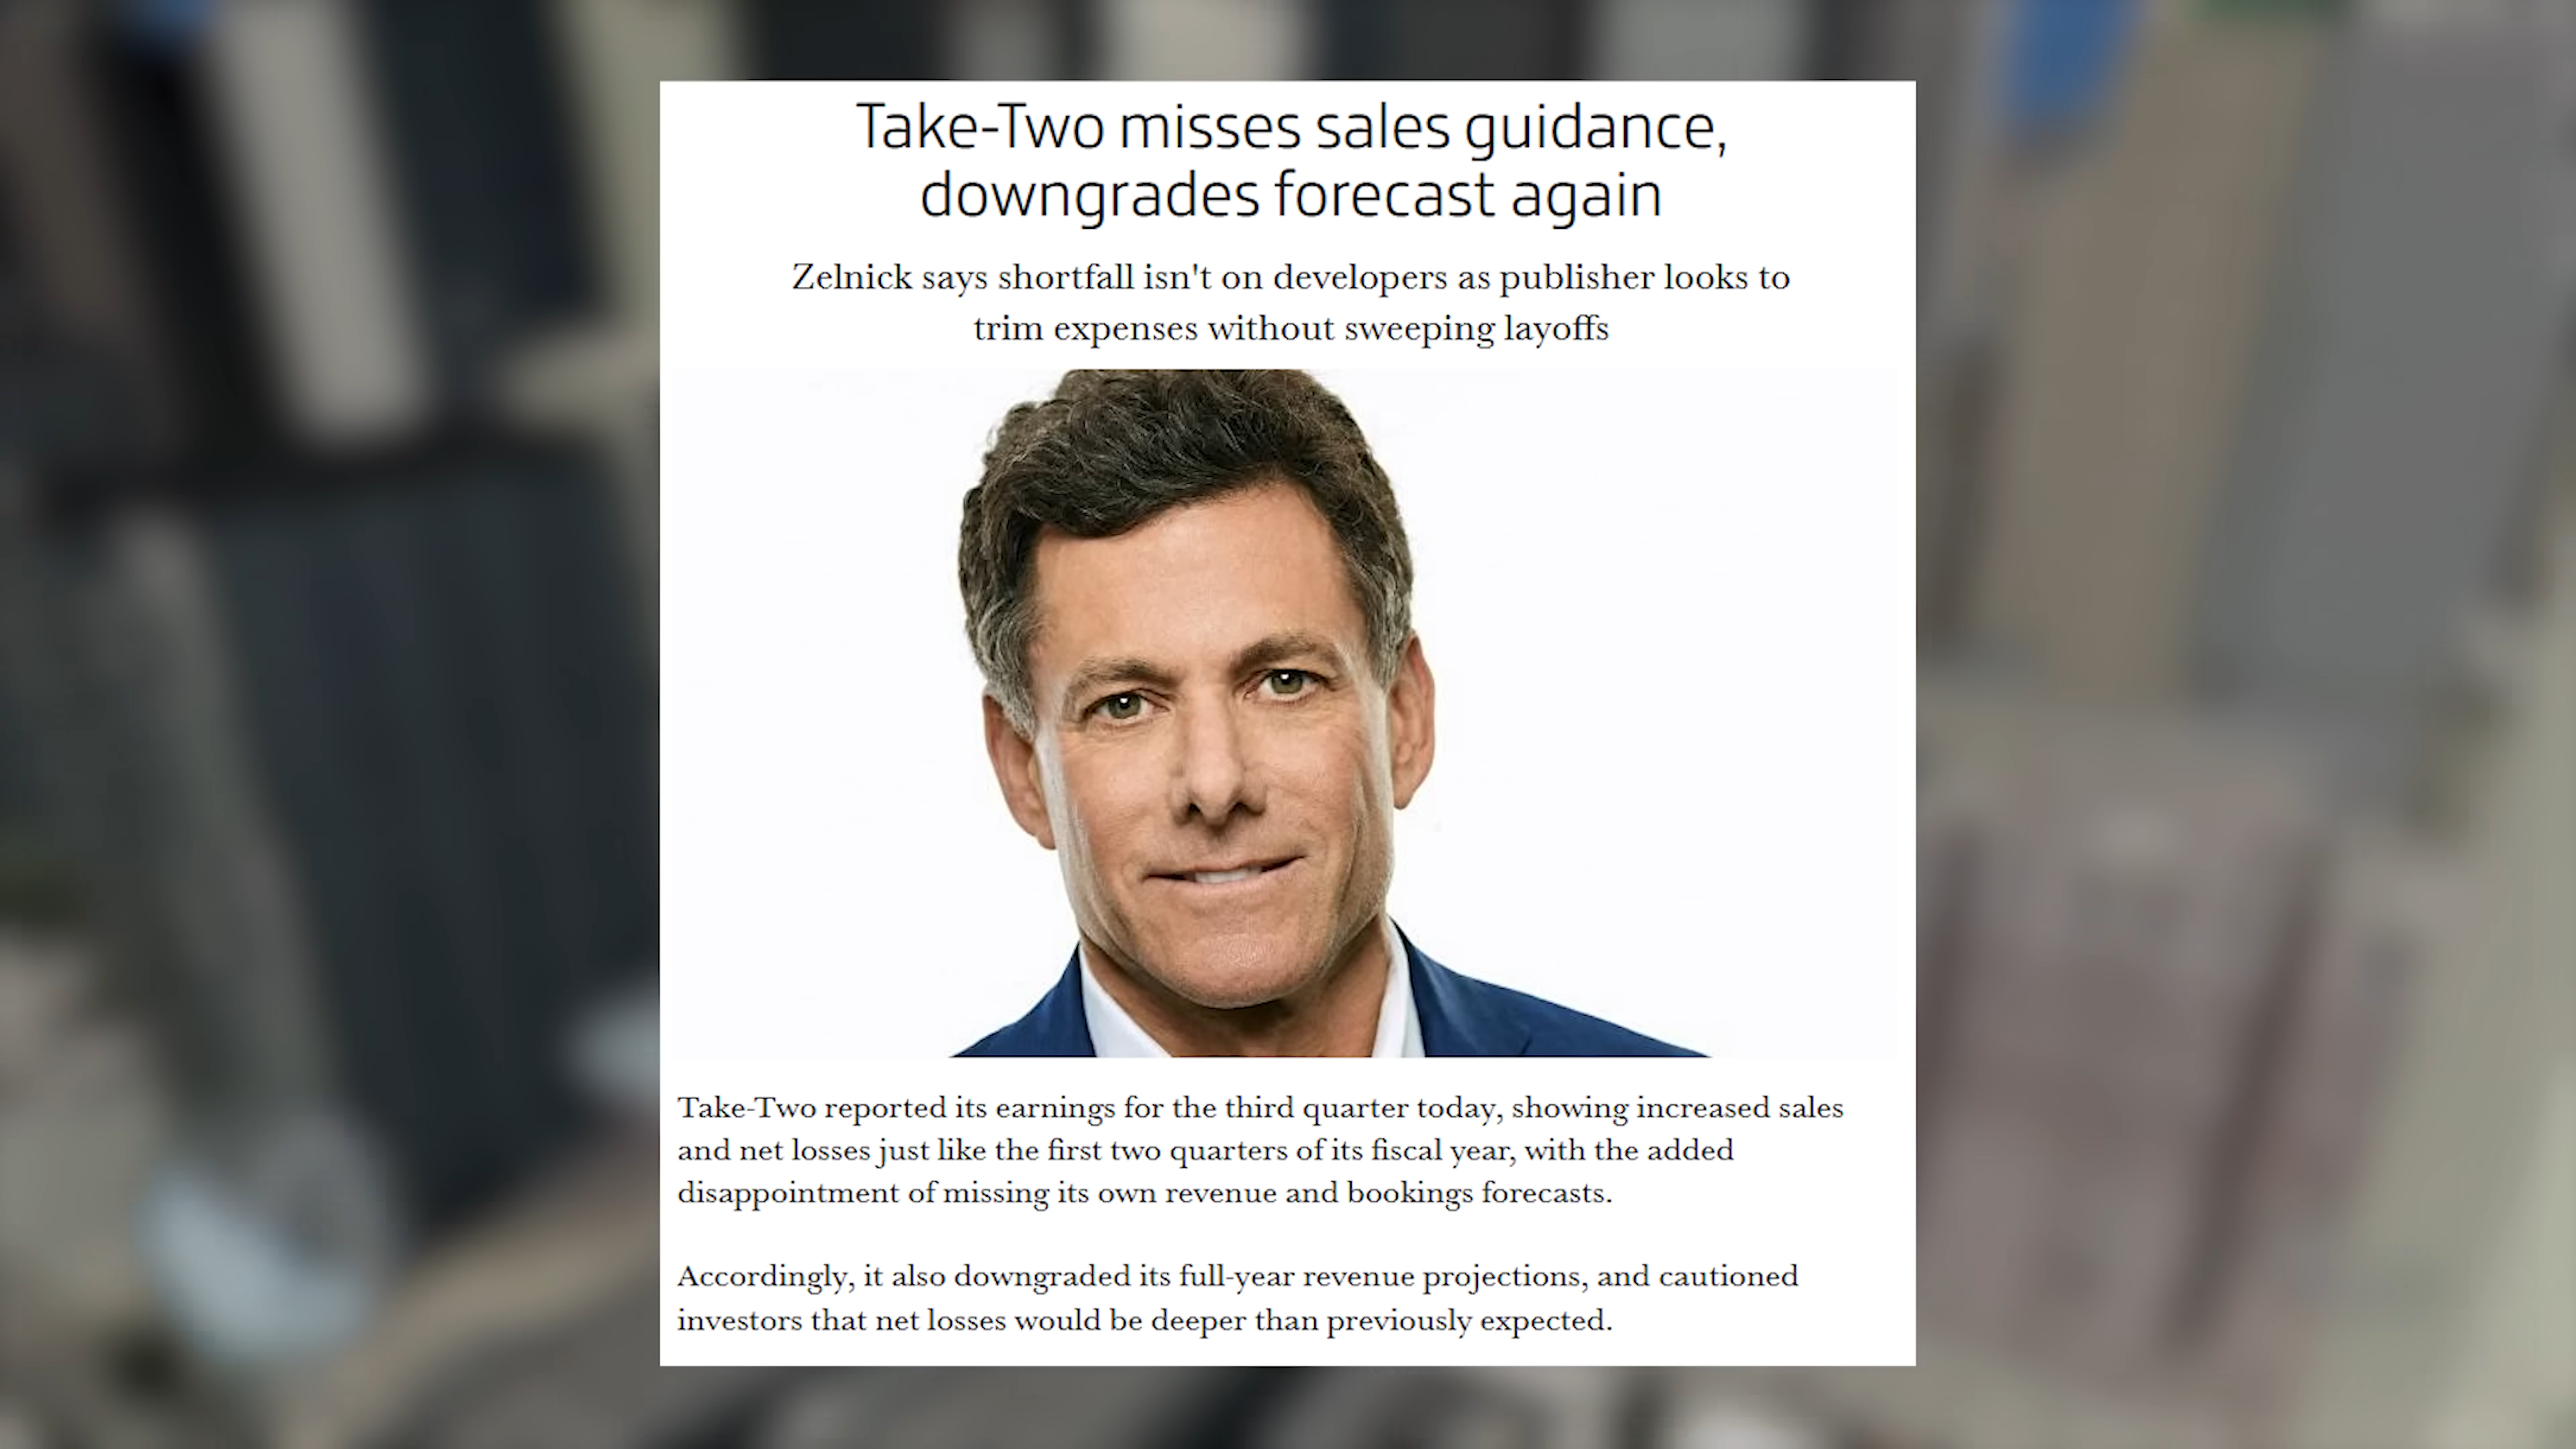 Take-Two misses sales guidance,
downgrades forecast again
Zelnick says shortfall isn't on developers as publisher looks to
trim expenses without sweeping layoffs
Take-Two reported its earnings for the third quarter today, showing increased sales
and net losses just like the first two quarters of its fiscal year, with the added
disappointment of missing its own revenue and bookings forecasts.
Accordingly, it also downgraded its full-year revenue projections, and cautioned
investors that net losses would be deeper than previously expected.